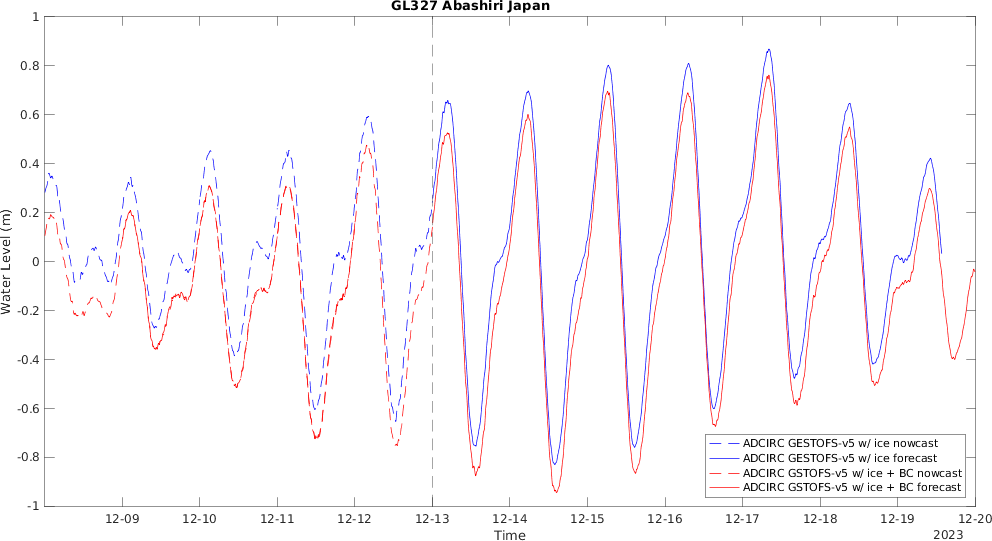 GL327 Abashiri Japan
1
0.8
0.6
0.4
0.2
0
-0.2
-0.4
-0.6
-0.8
-1
Water Level (m)
ADCIRC GESTOFS-v5 w/ ice nowcast
ADCIRC GESTOFS-v5 w/ ice forecast
ADCIRC GSTOFS-v5 w/ ice + BC nowcast
ADCIRC GSTOFS-v5 w/ ice + BC forecast
12-09 12-10 12-11 12-12 12-13 12-14 12-15 12-16 12-17 12-18 12-19 12-20
Time
2023